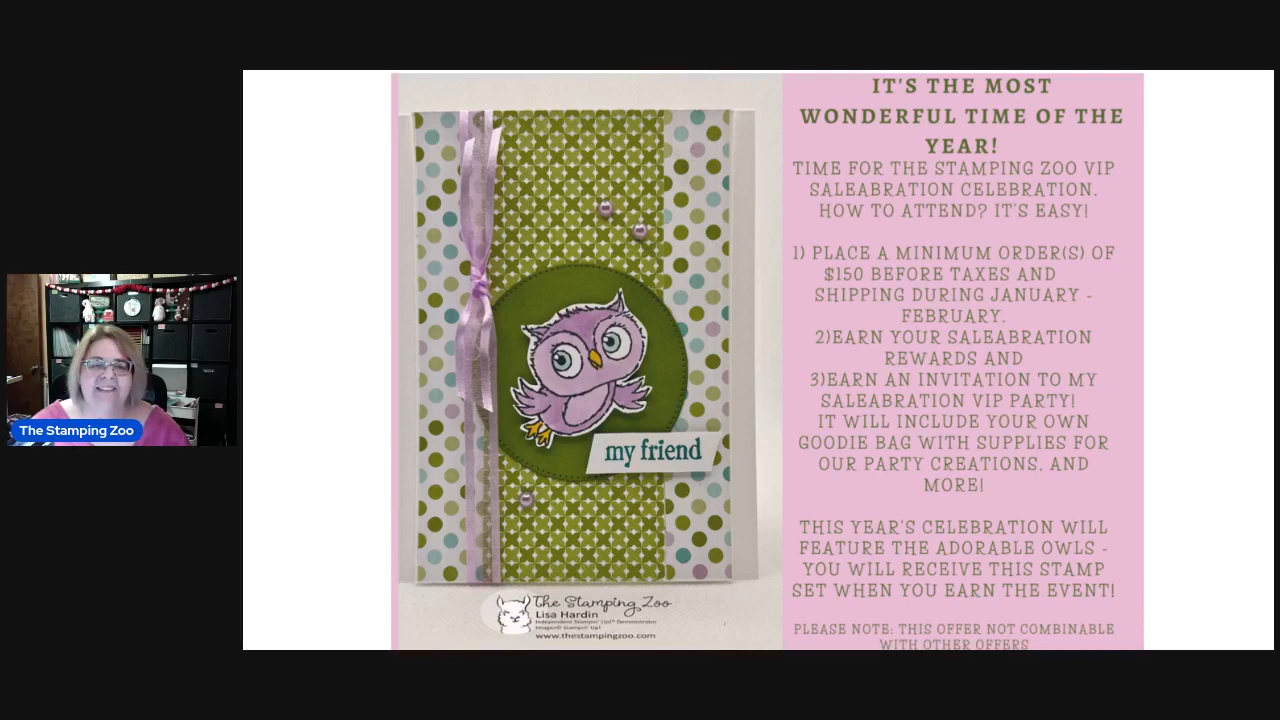 The Stamping Zoo
my friend
The Stamping Zoo
Lisa Hardin
Independent Stampin' Up!® Demonstrator
Images© Stampin' Up!
www.thestampingzoo.com
IT'S THE MOST
WONDERFUL TIME OF THE
YEAR!
TIME FOR THE STAMPING ZOO VIP
SALEABRATION CELEBRATION.
HOW TO ATTEND? IT'S EASY!
1) PLACE A MINIMUM ORDER(S) OF
$150 BEFORE TAXES AND
SHIPPING DURING JANUARY -
FEBRUARY.
2)EARN YOUR SALEABRATION
REWARDS AND
3)EARN AN INVITATION TO MY
SALEABRATION VIP PARTY!
IT WILL INCLUDE YOUR OWN
GOODIE BAG WITH SUPPLIES FOR
OUR PARTY CREATIONS, AND
MORE!
THIS YEAR'S CELEBRATION WILL
FEATURE THE ADORABLE OWLS -
YOU WILL RECEIVE THIS STAMP
SET WHEN YOU EARN THE EVENT!
PLEASE NOTE: THIS OFFER NOT COMBINABLE
WITH OTHER OFFERS